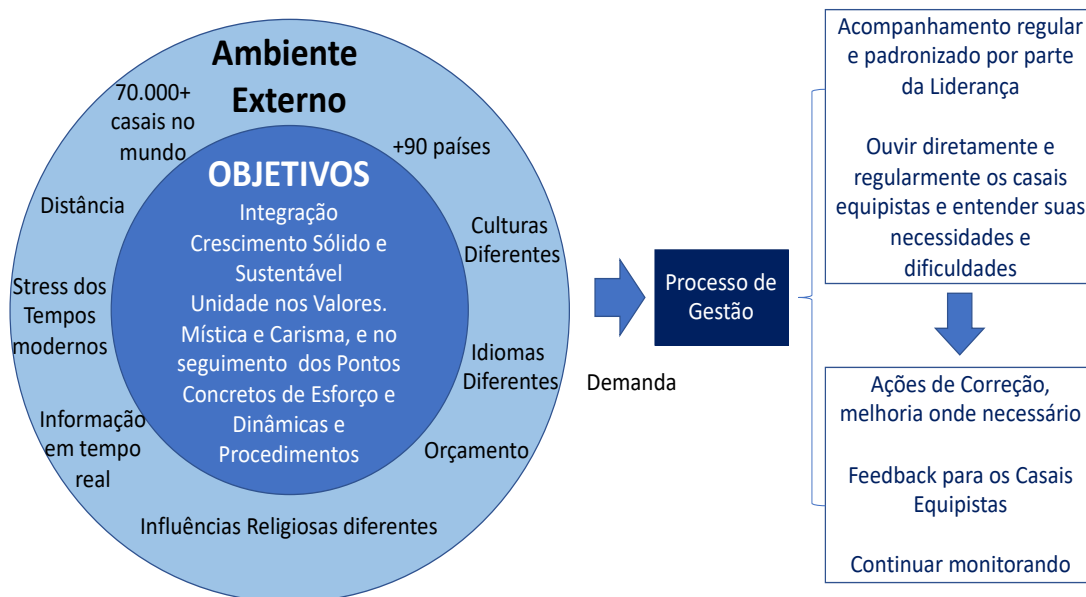 Ambiente
Externo
70.000+
casais no
mundo
+90 países
Distância
Culturas
Diferentes
Stress dos
Tempos
modernos
Idiomas
Diferentes
Informação
em tempo
real
Orçamento
Influências Religiosas diferentes
OBJETIVOS
Integração
Crescimento Sólido e
Sustentável
Unidade nos Valores.
Mística e Carisma, e no
seguimento dos Pontos
Concretos de Esforço e
Dinâmicas e
Procedimentos
Demanda
Processo de
Gestão
Acompanhamento regular
e padronizado por parte
da Liderança
Ouvir diretamente e
regularmente os casais
equipistas e entender suas
necessidades e
dificuldades
Ações de Correção,
melhoria onde necessário
Feedback para os Casais
Equipistas
Continuar monitorando